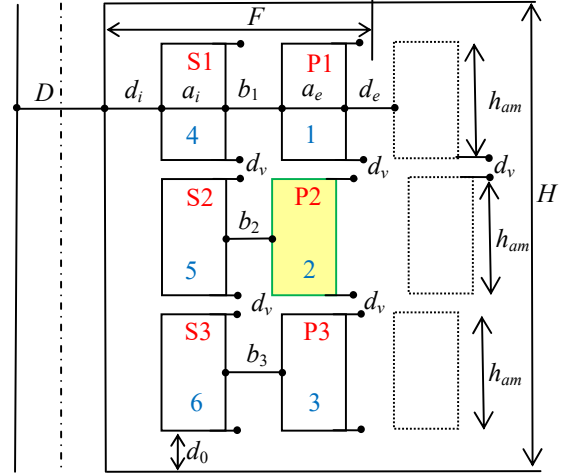 F
S1 P1
D d_i a_i b_1 a_e d_e h_am
4 1
d_v d_v d_v
S2 P2 H
b_2
5 2 h_am
d_v d_v
S3 P3
b_3 h_am
6 3
d_0